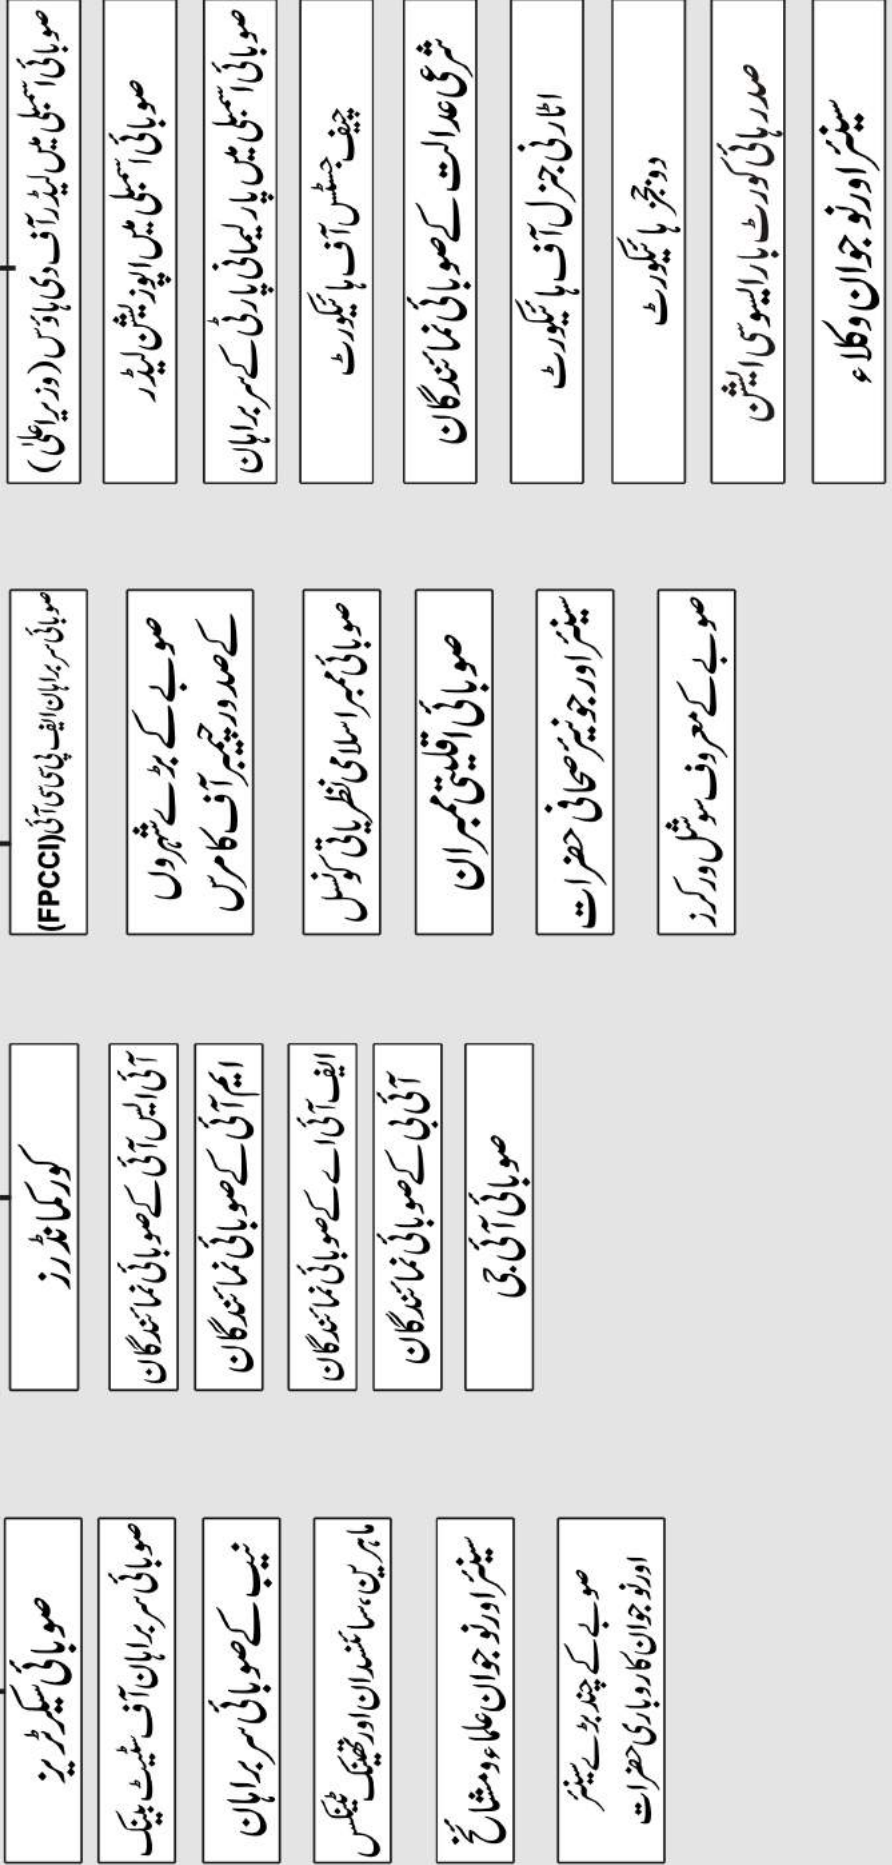 صوبائی اسمبلی میں لیڈر آف دی ہاؤس (وزیر اعلیٰ)
صوبائی اسمبلی میں اپوزیشن لیڈر
صوبائی اسمبلی میں پارلیمانی پارٹی کے سربراہان
چیف جسٹس آف ہائیکورٹ
شرعی عدالت کے صوبائی نمائندگان
اٹارنی جنرل آف ہائیکورٹ
دو ججز ہائیکورٹ
صدر ہائی کورٹ بار ایسوسی ایشن
سینئر اور نوجوان وکلاء
صوبائی سربراہان ایف پی سی سی آئی (FPCCI)
صوبے کے بڑے شہروں
کے صدور چیمبر آف کامرس
صوبائی ممبر اسلامی نظریاتی کونسل
صوبائی اقلیتی ممبران
سینئر اور جونیئر صحافی حضرات
صوبے کے معروف سوشل ورکرز
کور کمانڈرز
آئی ایس آئی کے صوبائی نمائندگان
ایم آئی کے صوبائی نمائندگان
ایف آئی اے کے صوبائی نمائندگان
آئی بی کے صوبائی نمائندگان
صوبائی آئی جی
صوبائی سیکرٹریز
صوبائی سربراہان آف سٹیٹ بینک
نیب کے صوبائی سربراہان
ماہرین، سائنسدان اور تھینک ٹینکس
سینئر اور نوجوان علماء و مشائخ
صوبے کے چند بڑے سینئر
اور نوجوان کاروباری حضرات